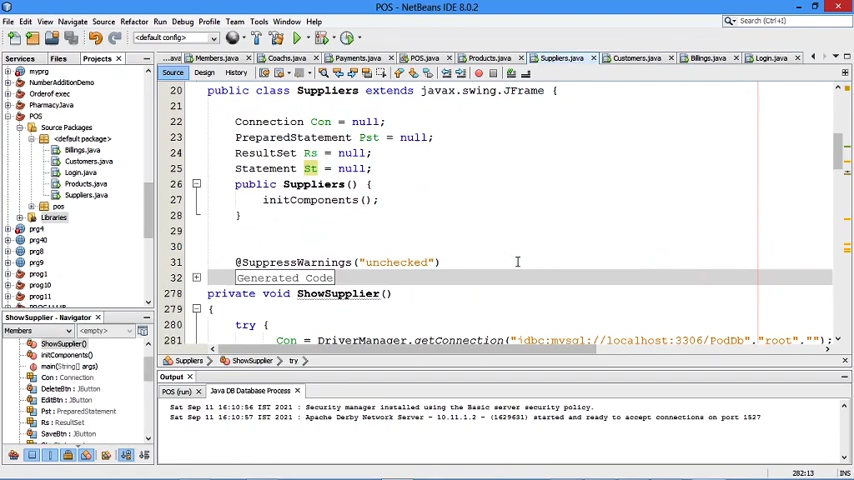 POS - NetBeans IDE 8.0.2
File Edit View Navigate Source Refactor Run Debug Profile Team Tools Window Help
Search (Ctrl+I)
<default config>
Services Files Projects
...ava Members.java Coachs.java Payments.java POS.java Products.java Suppliers.java Customers.java Billings.java Login.java
Source Design History
myprg
NumberAdditionDemo
Orderof exec
PharmacyJava
POS
Source Packages
<default package>
Billings.java
Customers.java
Login.java
Products.java
Suppliers.java
pos
Libraries
prg4
prg40
prg8
prg9
prog1
prog10
prog11
20 public class Suppliers extends javax.swing.JFrame {
21
22 Connection Con = null;
23 PreparedStatement Pst = null;
24 ResultSet Rs = null;
25 Statement St = null;
26 public Suppliers() {
27 initComponents();
28 }
29
30
31 @SuppressWarnings("unchecked")
32 Generated Code
278 private void ShowSupplier()
279 {
280 try {
281 Con = DriverManager.getConnection("jdbc:mysql://localhost:3306/PodDb","root","");
Suppliers ShowSupplier try
ShowSupplier() - Navigator
Members <empty>
ShowSupplier()
initComponents()
main(String[] args)
Con : Connection
DeleteBtn : JButton
EditBtn : JButton
Pst : PreparedStatement
Rs : ResultSet
SaveBtn : JButton
Output
POS (run) Java DB Database Process
Sat Sep 11 16:10:56 IST 2021 : Security manager installed using the Basic server security policy.
Sat Sep 11 16:10:57 IST 2021 : Apache Derby Network Server - 10.11.1.2 - (1629631) started and ready to accept connections on port 1527
282:13 INS